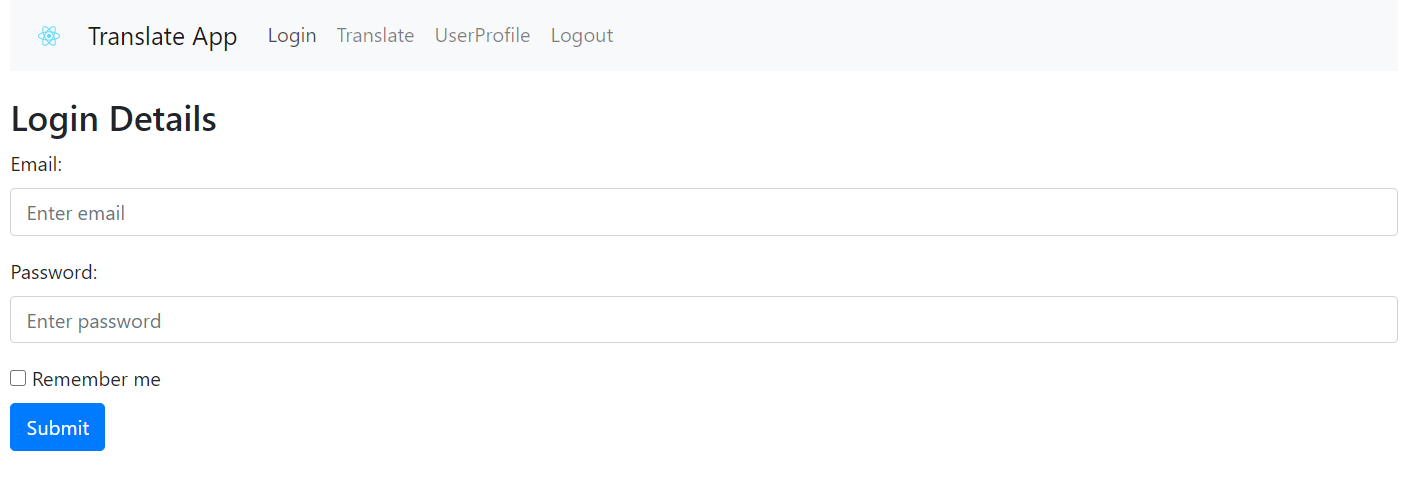 Translate App Login Translate UserProfile Logout
Login Details
Email:
Enter email
Password:
Enter password
Remember me
Submit